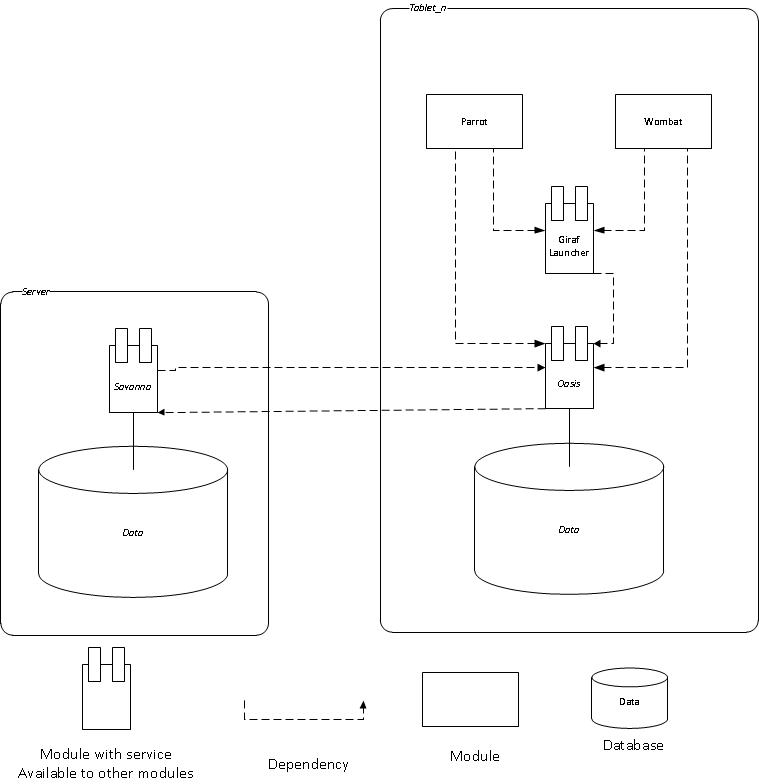 Tablet_n
Parrot
Wombat
Giraf
Launcher
Server
Savanna
Oasis
Data
Data
Data
Module with service
Available to other modules
Dependency
Module
Database